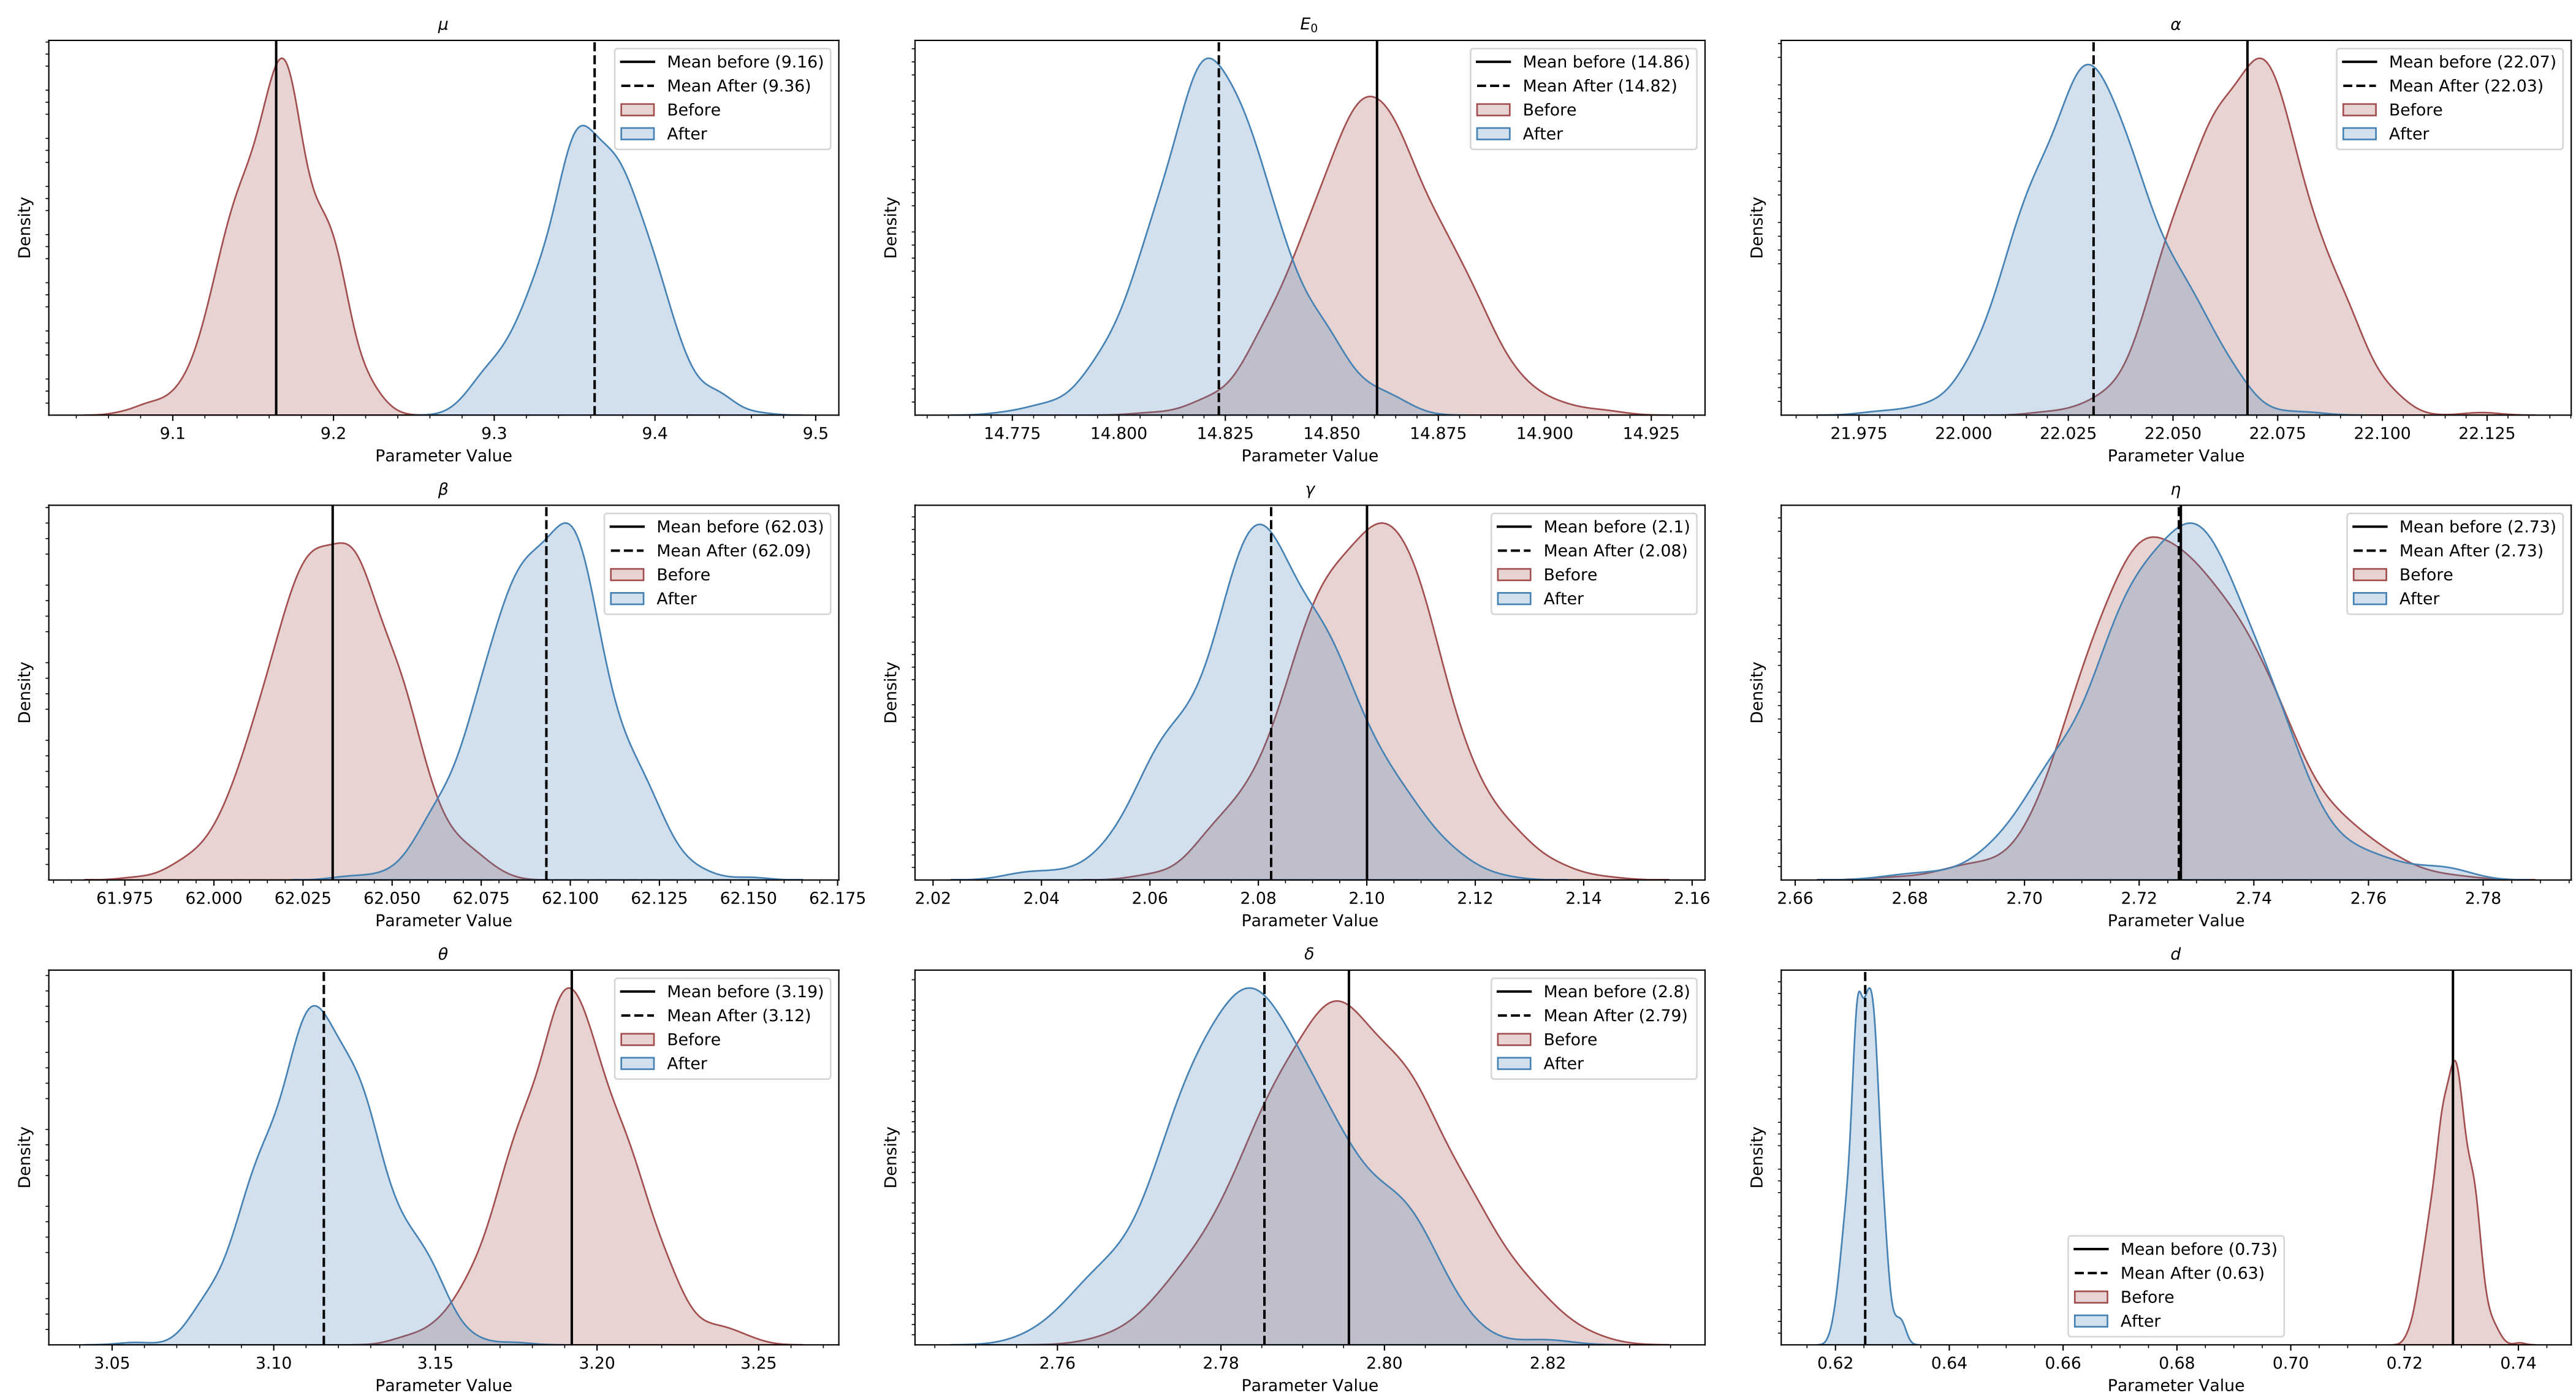 μ
Density
Mean before (9.16)
Mean After (9.36)
Before
After
9.1 9.2 9.3 9.4 9.5
Parameter Value
E0
Density
Mean before (14.86)
Mean After (14.82)
Before
After
14.775 14.800 14.825 14.850 14.875 14.900 14.925
Parameter Value
α
Density
Mean before (22.07)
Mean After (22.03)
Before
After
21.975 22.000 22.025 22.050 22.075 22.100 22.125
Parameter Value
β
Density
Mean before (62.03)
Mean After (62.09)
Before
After
61.975 62.000 62.025 62.050 62.075 62.100 62.125 62.150 62.175
Parameter Value
γ
Density
Mean before (2.1)
Mean After (2.08)
Before
After
2.02 2.04 2.06 2.08 2.10 2.12 2.14 2.16
Parameter Value
η
Density
Mean before (2.73)
Mean After (2.73)
Before
After
2.66 2.68 2.70 2.72 2.74 2.76 2.78
Parameter Value
θ
Density
Mean before (3.19)
Mean After (3.12)
Before
After
3.05 3.10 3.15 3.20 3.25
Parameter Value
δ
Density
Mean before (2.8)
Mean After (2.79)
Before
After
2.76 2.78 2.80 2.82
Parameter Value
d
Density
Mean before (0.73)
Mean After (0.63)
Before
After
0.62 0.64 0.66 0.68 0.70 0.72 0.74
Parameter Value